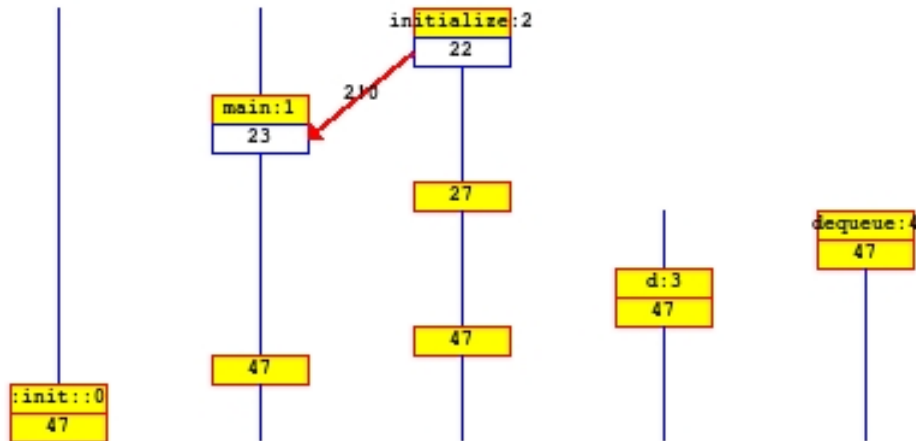 initialize:2
22
2!0
main:1
23
27
dequeue:4
47
d:3
47
47
47
:init::0
47